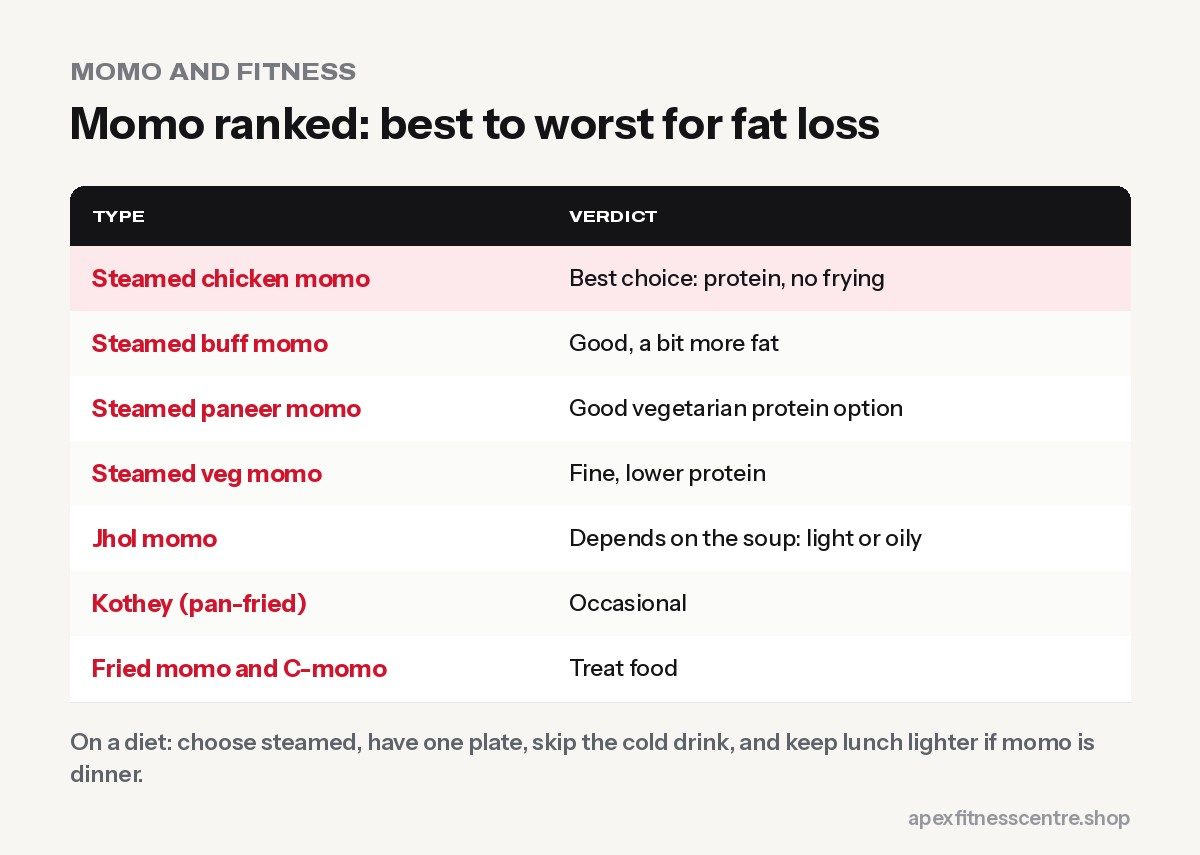 MOMO AND FITNESS
Momo ranked: best to worst for fat loss
TYPE VERDICT
Steamed chicken momo Best choice: protein, no frying
Steamed buff momo Good, a bit more fat
Steamed paneer momo Good vegetarian protein option
Steamed veg momo Fine, lower protein
Jhol momo Depends on the soup: light or oily
Kothey (pan-fried) Occasional
Fried momo and C-momo Treat food
On a diet: choose steamed, have one plate, skip the cold drink, and keep lunch lighter if momo is
dinner.
apexfitnesscentre.shop